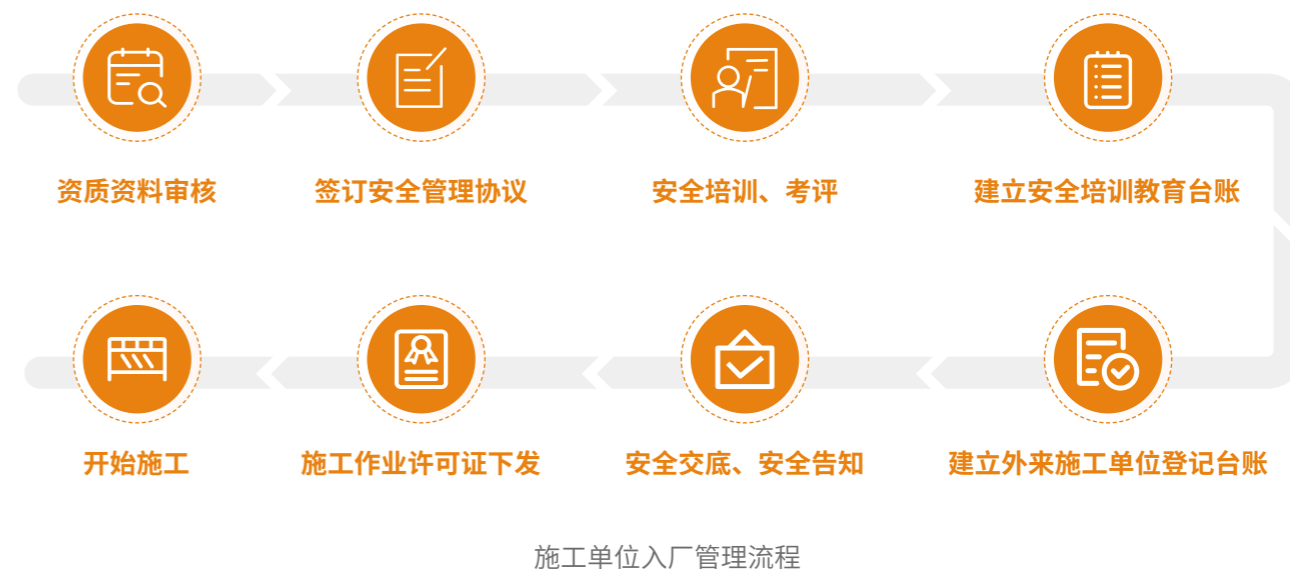 资质资料审核
签订安全管理协议
安全培训、考评
建立安全培训教育台账
开始施工
施工作业许可证下发
安全交底、安全告知
建立外来施工单位登记台账
施工单位入厂管理流程